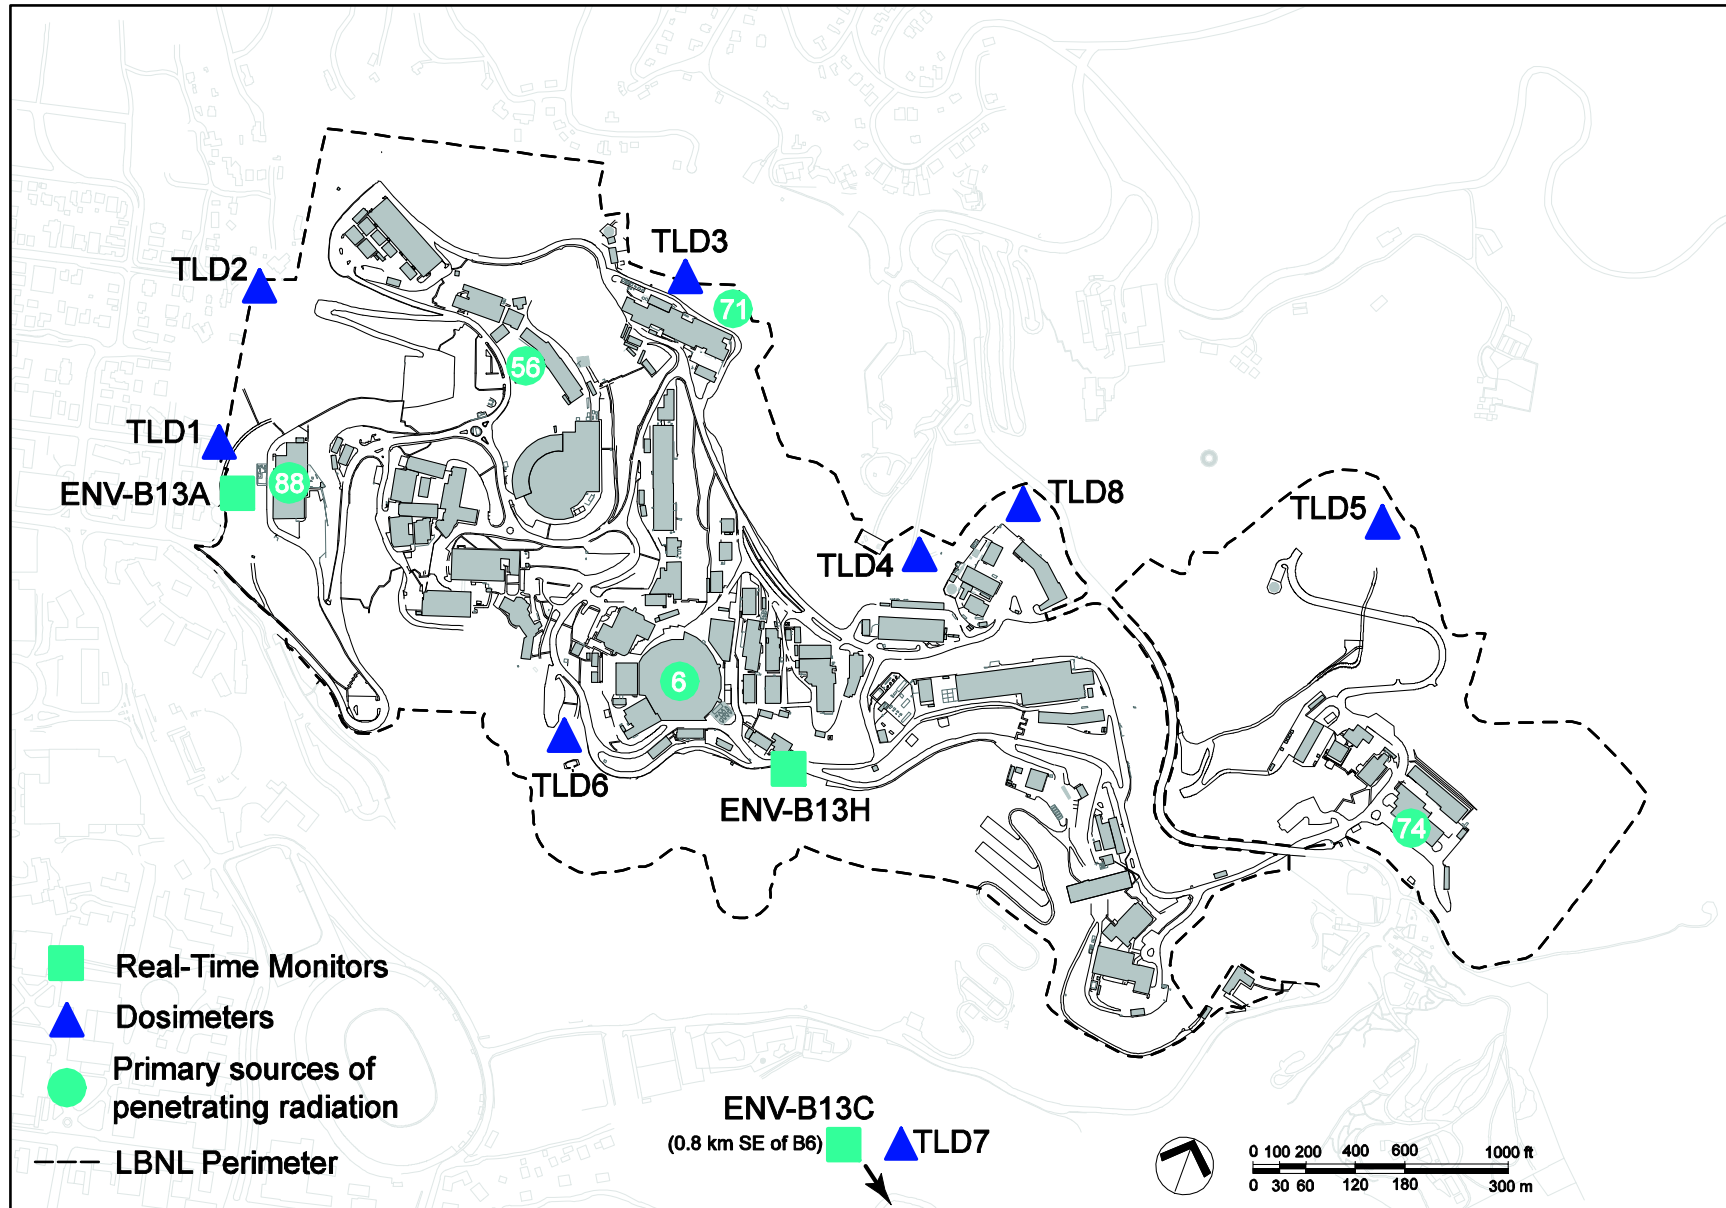 TLD3
TLD2
71
56
TLD1
88
ENV-B13A
TLD8
TLD5
TLD4
6
TLD6
ENV-B13H
74
Real-Time Monitors
Dosimeters
Primary sources of
penetrating radiation
LBNL Perimeter
ENV-B13C
(0.8 km SE of B6)
TLD7
0 100 200 400 600 1000 ft
0 30 60 120 180 300 m